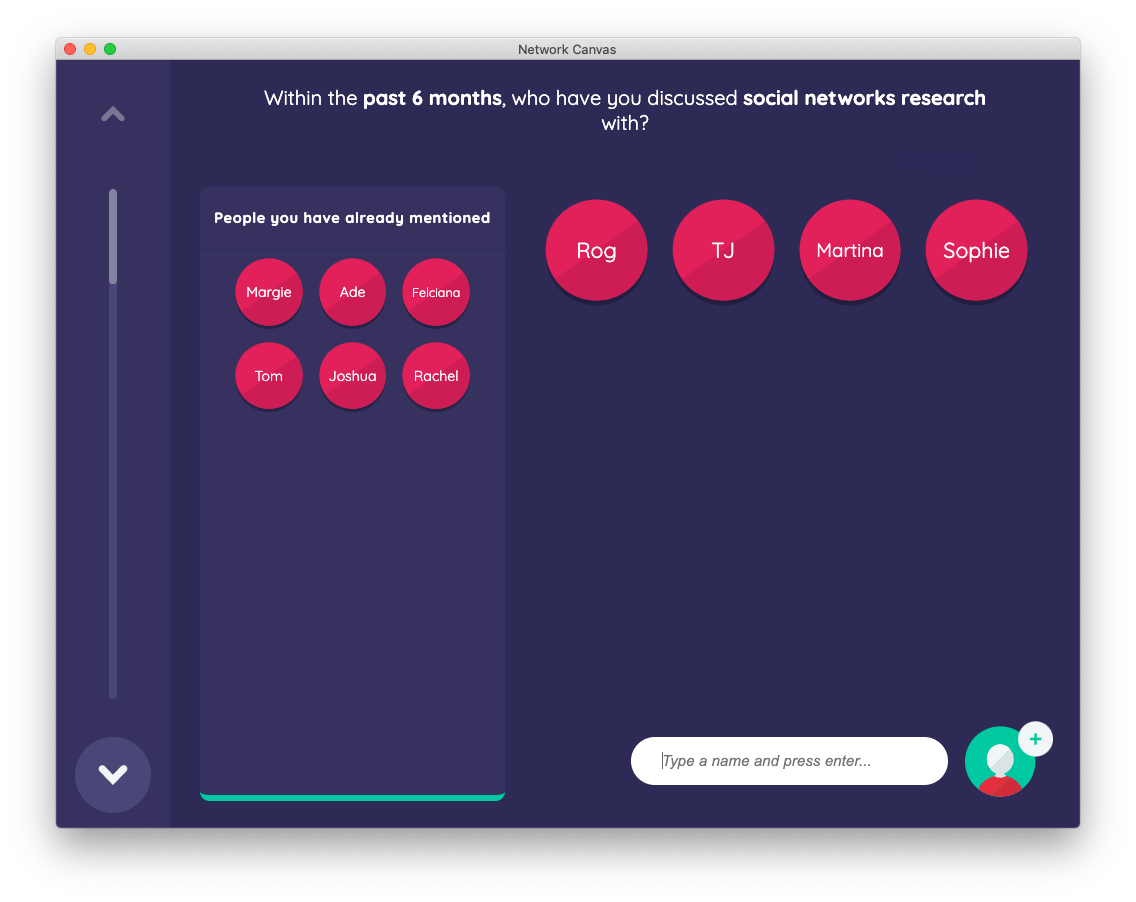 Network Canvas
Within the past 6 months, who have you discussed social networks research
with?
People you have already mentioned
Margie Ade Felciana
Tom Joshua Rachel
Rog TJ Martina Sophie
Type a name and press enter...